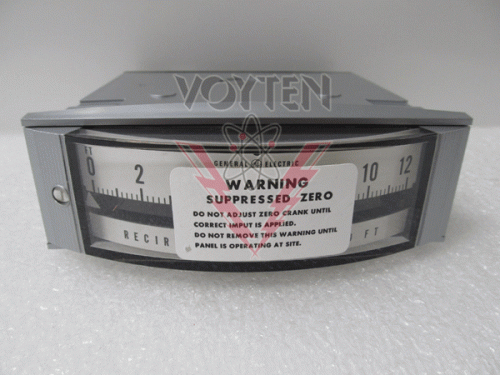 VOYTEN
FT
0 2 10 12
GENERAL ELECTRIC
WARNING
SUPPRESSED ZERO
DO NOT ADJUST ZERO CRANK UNTIL
CORRECT IMPUT IS APPLIED.
DO NOT REMOVE THIS WARNING UNTIL
PANEL IS OPERATING AT SITE.
RECIR FT